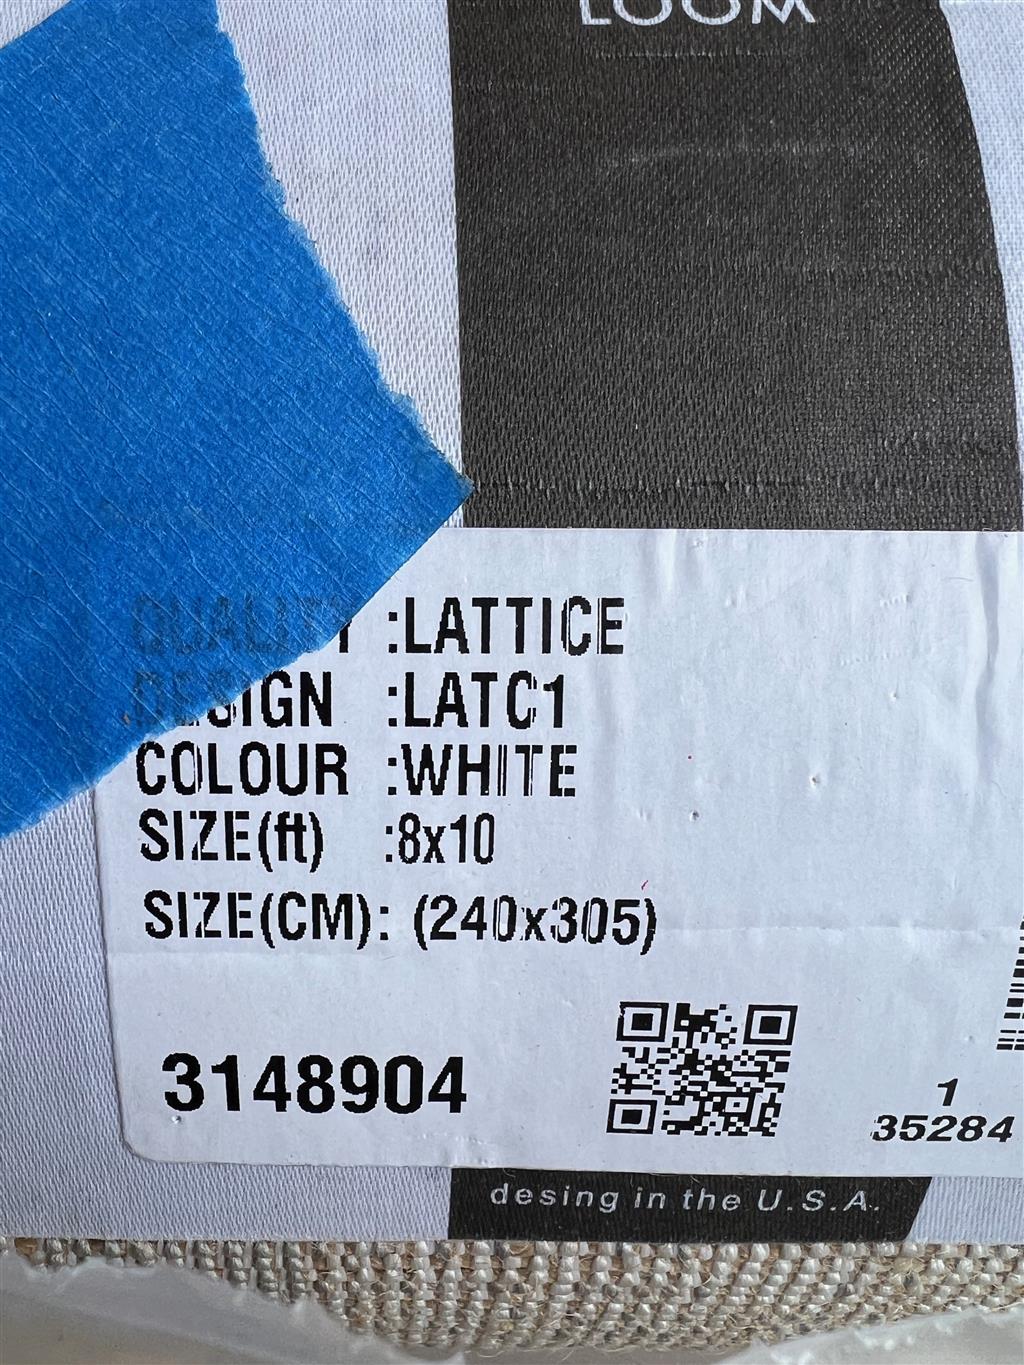 LOOM
QUALITY :LATTICE
DESIGN :LATC1
COLOUR :WHITE
SIZE(ft) :8x10
SIZE(CM): (240x305)
3148904
1
35284
desing in the U.S.A.